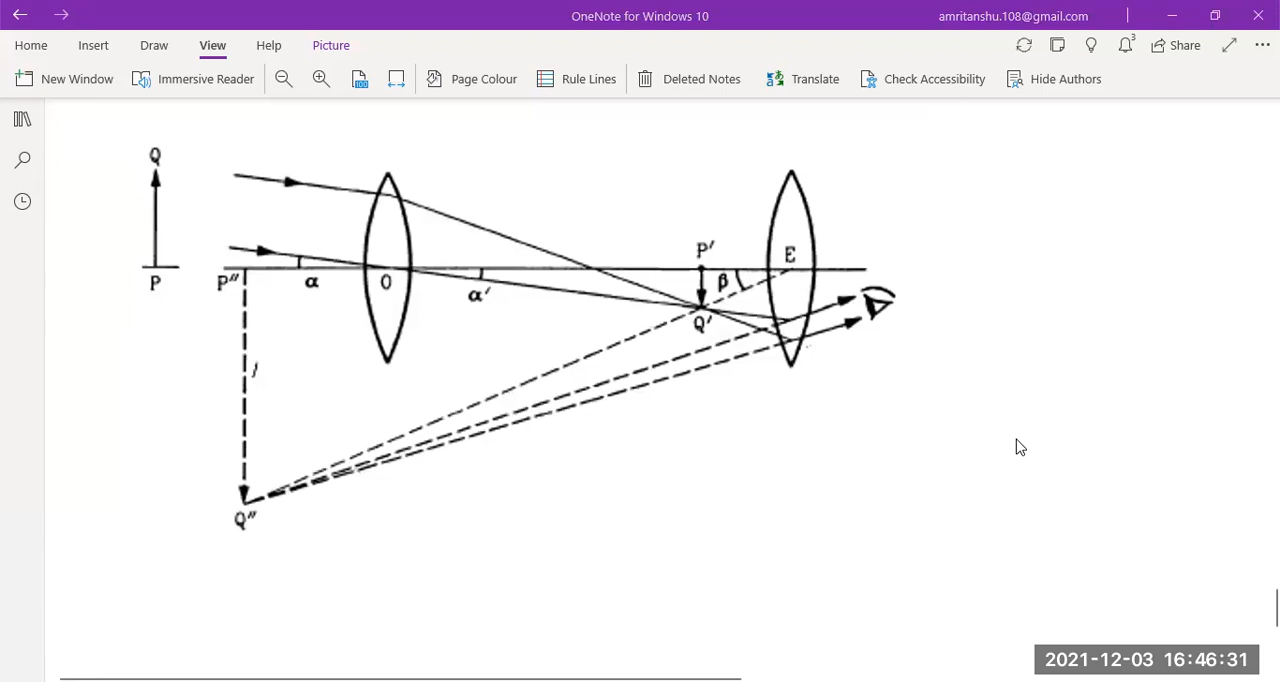 OneNote for Windows 10
amritanshu.108@gmail.com
Home Insert Draw View Help Picture
3
Share
New Window Immersive Reader Page Colour Rule Lines Deleted Notes Translate Check Accessibility Hide Authors
Q
P' E
P P" α O α' β
Q'
Q"
2021-12-03 16:46:31